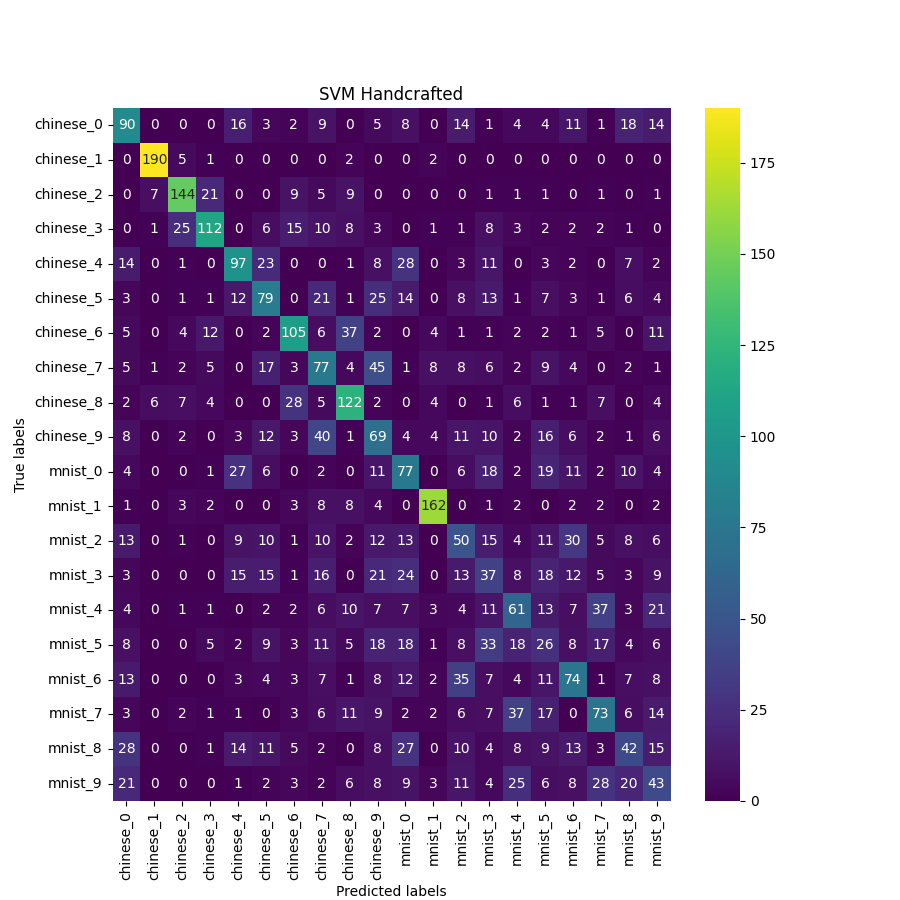 SVM Handcrafted
True labels
chinese_0 90 0 0 0 16 3 2 9 0 5 8 0 14 1 4 4 11 1 18 14
chinese_1 0 190 5 1 0 0 0 0 2 0 0 2 0 0 0 0 0 0 0 0
chinese_2 0 7 144 21 0 0 9 5 9 0 0 0 0 1 1 1 0 1 0 1
chinese_3 0 1 25 112 0 6 15 10 8 3 0 1 1 8 3 2 2 2 1 0
chinese_4 14 0 1 0 97 23 0 0 1 8 28 0 3 11 0 3 2 0 7 2
chinese_5 3 0 1 1 12 79 0 21 1 25 14 0 8 13 1 7 3 1 6 4
chinese_6 5 0 4 12 0 2 105 6 37 2 0 4 1 1 2 2 1 5 0 11
chinese_7 5 1 2 5 0 17 3 77 4 45 1 8 8 6 2 9 4 0 2 1
chinese_8 2 6 7 4 0 0 28 5 122 2 0 4 0 1 6 1 1 7 0 4
chinese_9 8 0 2 0 3 12 3 40 1 69 4 4 11 10 2 16 6 2 1 6
mnist_0 4 0 0 1 27 6 0 2 0 11 77 0 6 18 2 19 11 2 10 4
mnist_1 1 0 3 2 0 0 3 8 8 4 0 162 0 1 2 0 2 2 0 2
mnist_2 13 0 1 0 9 10 1 10 2 12 13 0 50 15 4 11 30 5 8 6
mnist_3 3 0 0 0 15 15 1 16 0 21 24 0 13 37 8 18 12 5 3 9
mnist_4 4 0 1 1 0 2 2 6 10 7 7 3 4 11 61 13 7 37 3 21
mnist_5 8 0 0 5 2 9 3 11 5 18 18 1 8 33 18 26 8 17 4 6
mnist_6 13 0 0 0 3 4 3 7 1 8 12 2 35 7 4 11 74 1 7 8
mnist_7 3 0 2 1 1 0 3 6 11 9 2 2 6 7 37 17 0 73 6 14
mnist_8 28 0 0 1 14 11 5 2 0 8 27 0 10 4 8 9 13 3 42 15
mnist_9 21 0 0 0 1 2 3 2 6 8 9 3 11 4 25 6 8 28 20 43
chinese_0 chinese_1 chinese_2 chinese_3 chinese_4 chinese_5 chinese_6 chinese_7 chinese_8 chinese_9 mnist_0 mnist_1 mnist_2 mnist_3 mnist_4 mnist_5 mnist_6 mnist_7 mnist_8 mnist_9
Predicted labels
175
150
125
100
75
50
25
0